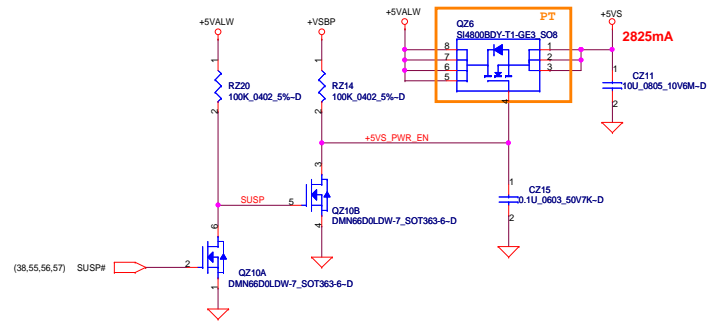 +5VALW
+VSBP
+5VALW
PT
QZ6
SI4800BDY-T1-GE3_SO8
+5VS
2825mA
8
7
6
5
1
2
3
4
1
RZ20
100K_0402_5%~D
2
1
RZ14
100K_0402_5%~D
2
1
CZ11
10U_0805_10V6M~D
2
+5VS_PWR_EN
3
SUSP
5
QZ10B
DMN66D0LDW-7_SOT363-6~D
4
1
CZ15
0.1U_0603_50V7K~D
2
6
(38,55,56,57)
SUSP#
2
QZ10A
DMN66D0LDW-7_SOT363-6~D
1